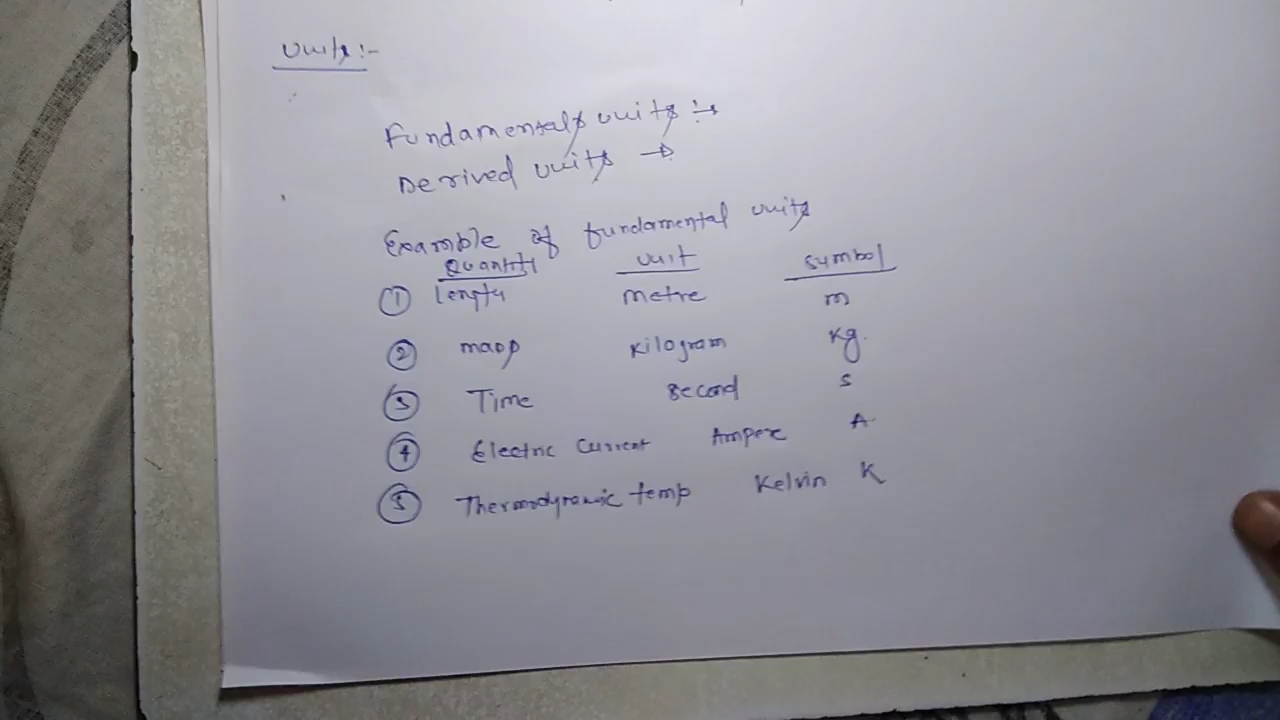 Units:-
Fundamentals units :→
Derived units →
Examble of fundamental units
Quantity unit symbol
① length metre m
② mass kilogram kg.
③ Time second s
④ Electric current Ampere A
⑤ Thermodynamic temp Kelvin K